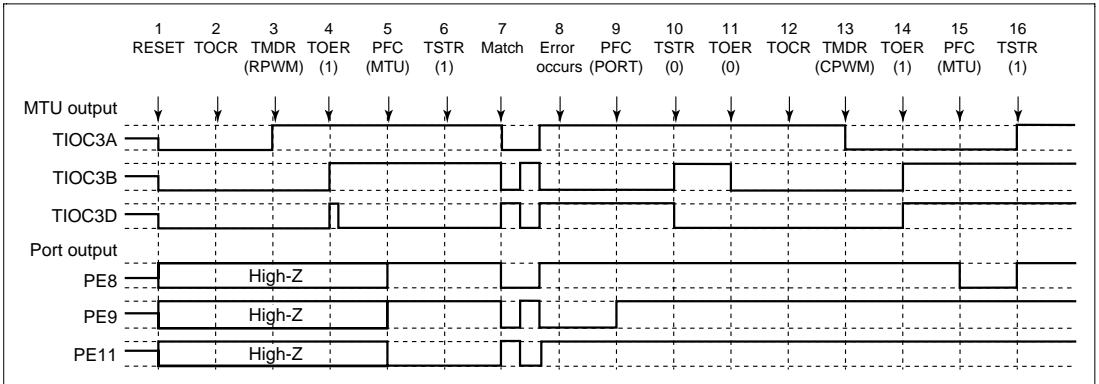 1 2 3 4 5 6 7 8 9 10 11 12 13 14 15 16
RESET TOCR TMDR TOER PFC TSTR Match Error PFC TSTR TOER TOCR TMDR TOER PFC TSTR
(RPWM) (1) (MTU) (1) occurs (PORT) (0) (0) (CPWM) (1) (MTU) (1)
MTU output
TIOC3A
TIOC3B
TIOC3D
Port output
PE8 High-Z
PE9 High-Z
PE11 High-Z